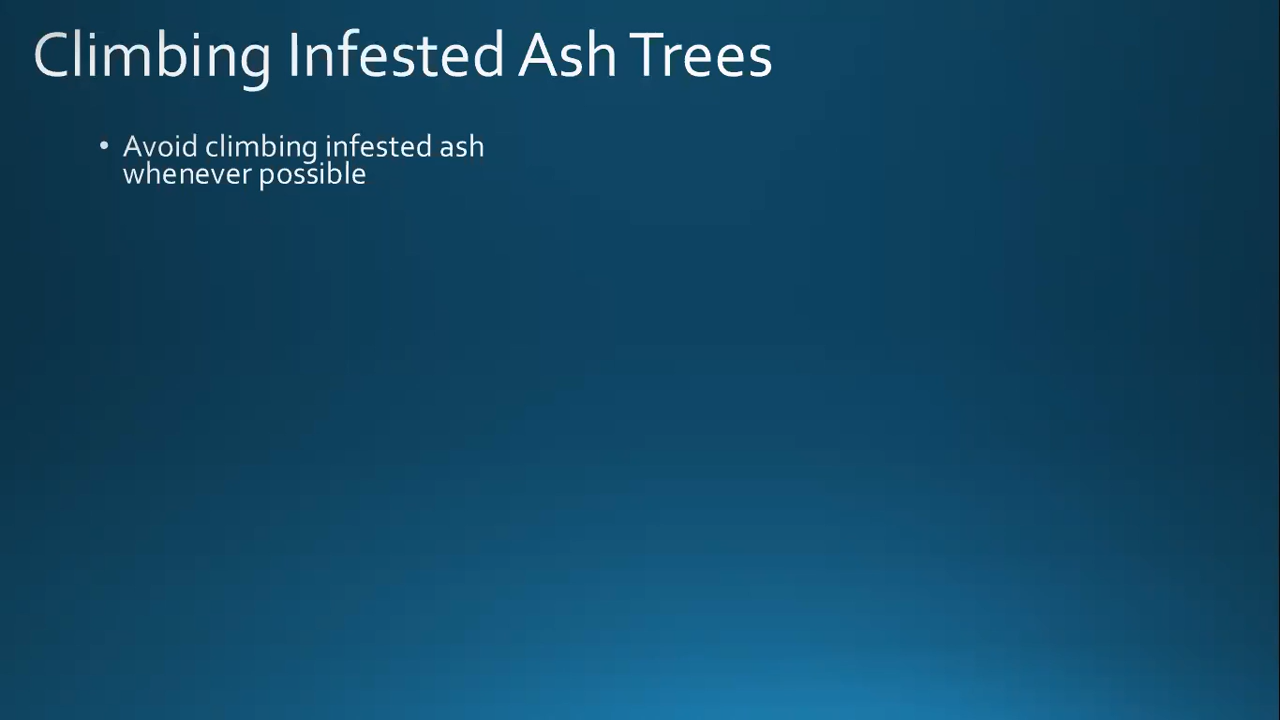 Climbing Infested Ash Trees
• Avoid climbing infested ash
whenever possible